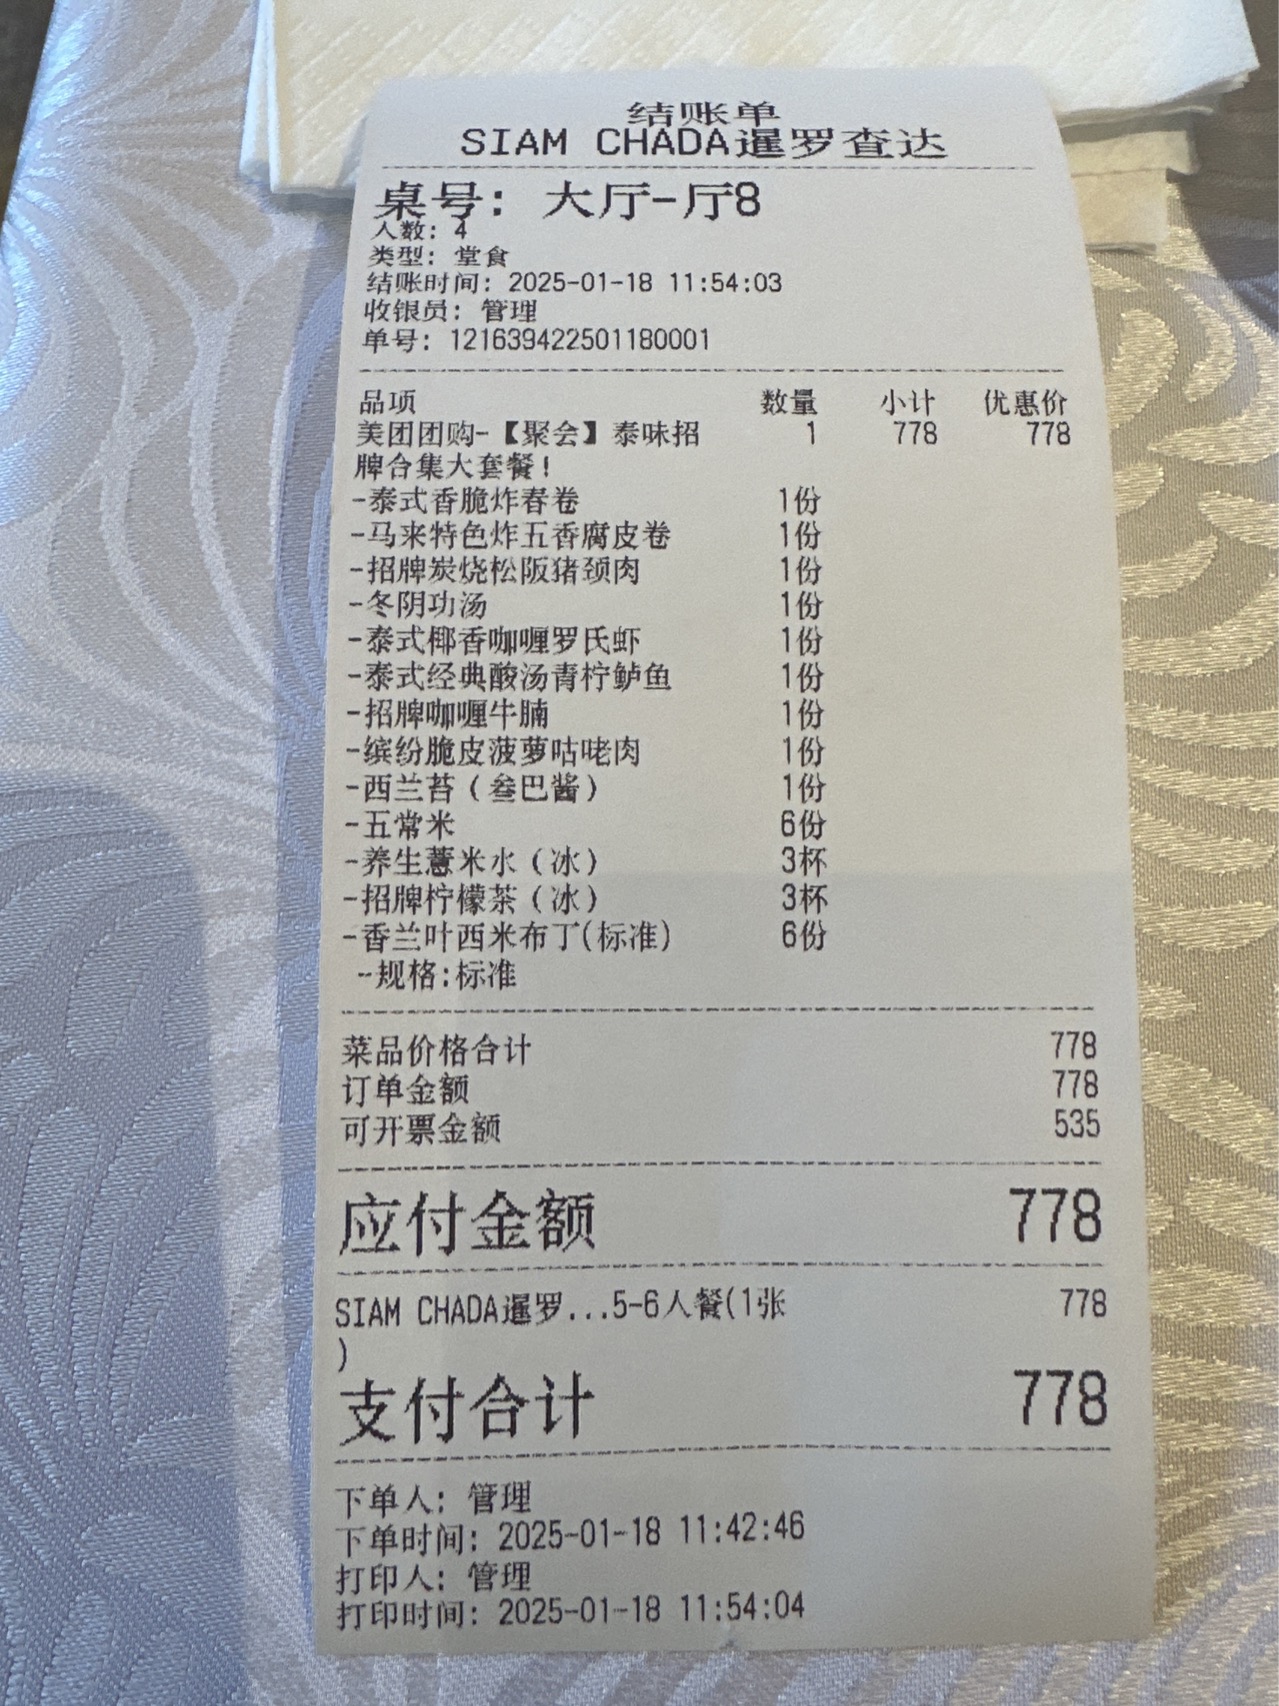 结账单
SIAM CHADA暹罗查达
桌号: 大厅-厅8
人数: 4
类型: 堂食
结账时间: 2025-01-18 11:54:03
收银员: 管理
单号: 121639422501180001
品项 数量 小计 优惠价
美团团购-【聚会】泰味招 1 778 778
牌合集大套餐!
-泰式香脆炸春卷 1份
-马来特色炸五香腐皮卷 1份
-招牌炭烧松阪猪颈肉 1份
-冬阴功汤 1份
-泰式椰香咖喱罗氏虾 1份
-泰式经典酸汤青柠鲈鱼 1份
-招牌咖喱牛腩 1份
-缤纷脆皮菠萝咕咾肉 1份
-西兰苔（叁巴酱） 1份
-五常米 6份
-养生薏米水（冰） 3杯
-招牌柠檬茶（冰） 3杯
-香兰叶西米布丁(标准) 6份
-规格:标准
菜品价格合计 778
订单金额 778
可开票金额 535
应付金额 778
SIAM CHADA暹罗...5-6人餐(1张 778
)
支付合计 778
下单人: 管理
下单时间: 2025-01-18 11:42:46
打印人: 管理
打印时间: 2025-01-18 11:54:04